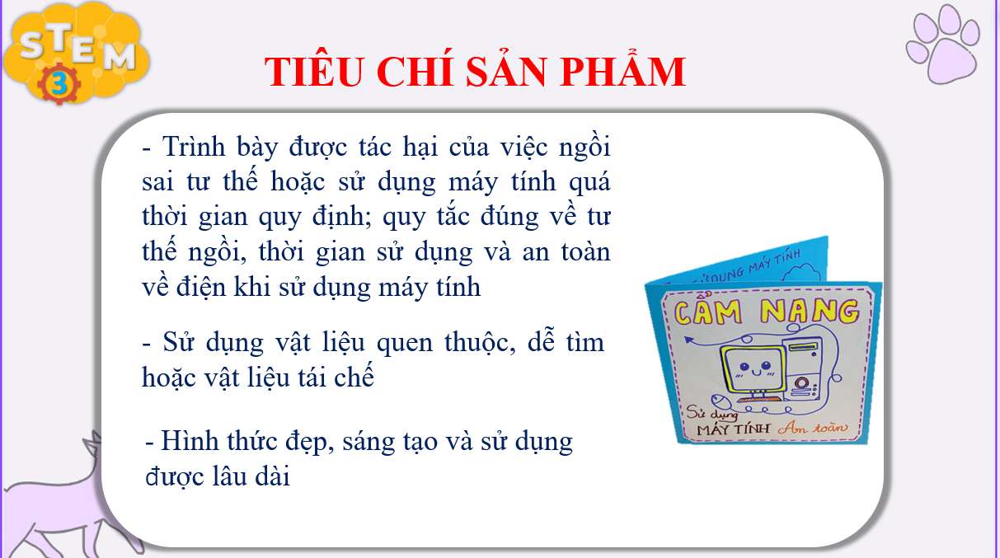 STEM
3
TIÊU CHÍ SẢN PHẨM
- Trình bày được tác hại của việc ngồi
sai tư thế hoặc sử dụng máy tính quá
thời gian quy định; quy tắc đúng về tư
thế ngồi, thời gian sử dụng và an toàn
về điện khi sử dụng máy tính
- Sử dụng vật liệu quen thuộc, dễ tìm
hoặc vật liệu tái chế
- Hình thức đẹp, sáng tạo và sử dụng
được lâu dài
SỬ DỤNG MÁY TÍNH
CẨM NANG
Sử dụng
MÁY TÍNH An toàn